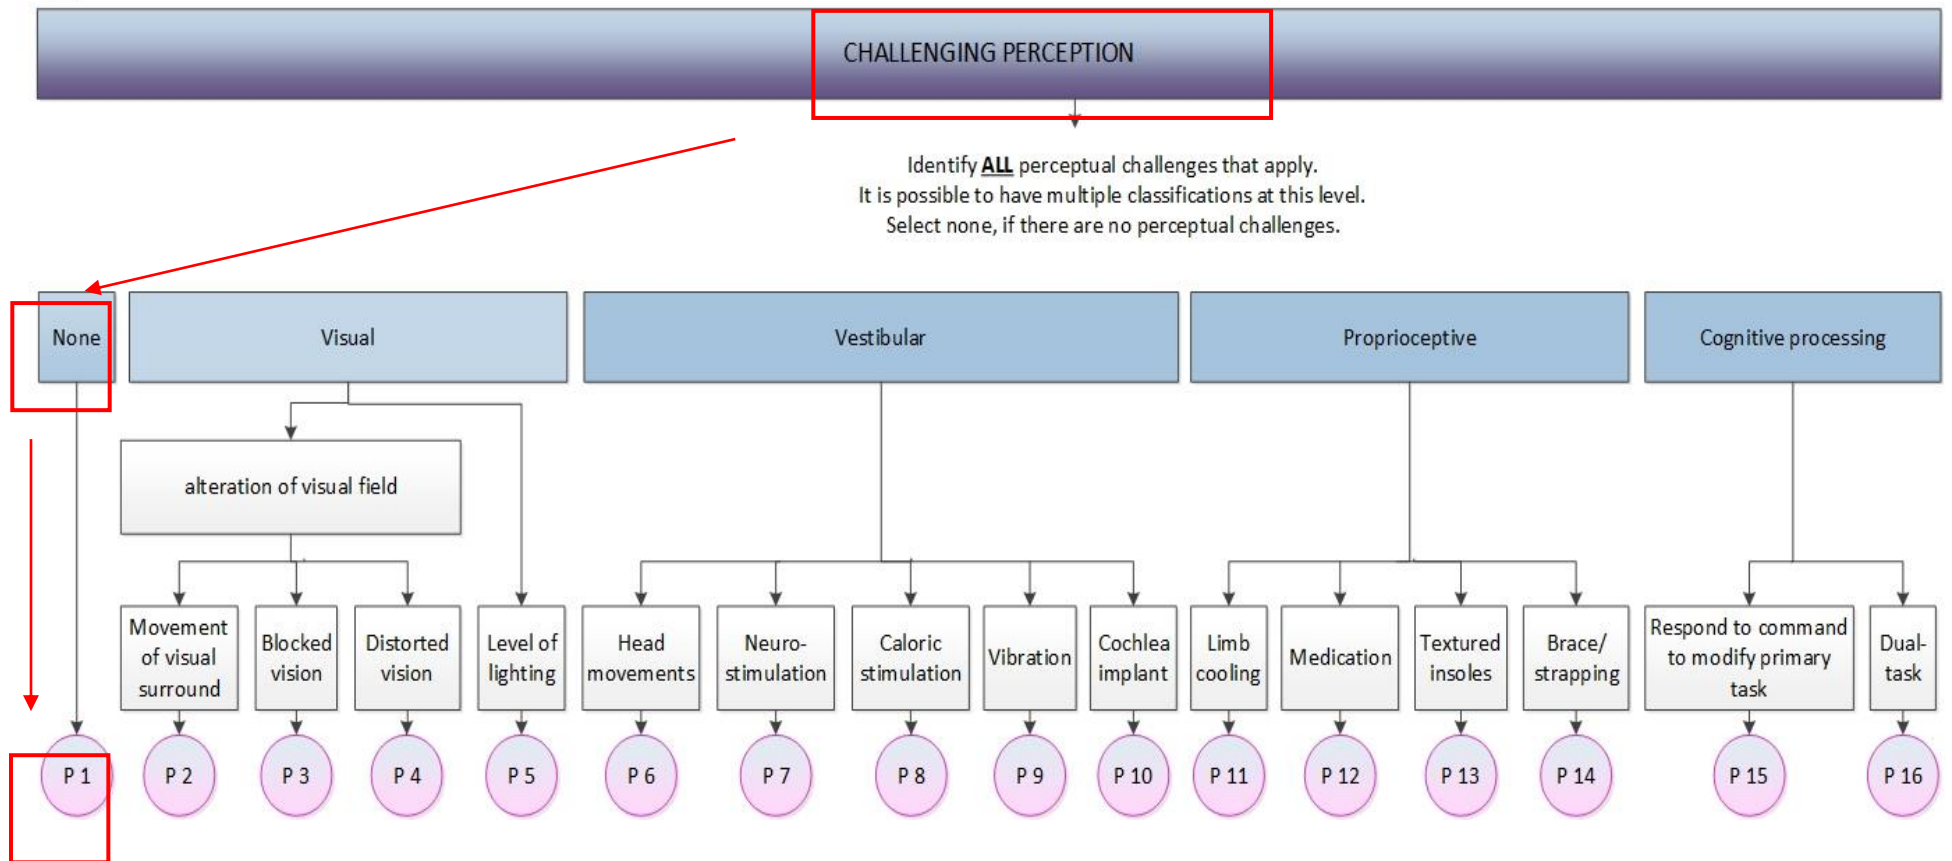 CHALLENGING PERCEPTION
Identify ALL perceptual challenges that apply.
It is possible to have multiple classifications at this level.
Select none, if there are no perceptual challenges.
None
Visual
Vestibular
Proprioceptive
Cognitive processing
alteration of visual field
Movement
of visual
surround
Blocked
vision
Distorted
vision
Level of
lighting
Head
movements
Neuro-
stimulation
Caloric
stimulation
Vibration
Cochlea
implant
Limb
cooling
Medication
Textured
insoles
Brace/
strapping
Respond to command
to modify primary
task
Dual-
task
P 1
P 2
P 3
P 4
P 5
P 6
P 7
P 8
P 9
P 10
P 11
P 12
P 13
P 14
P 15
P 16